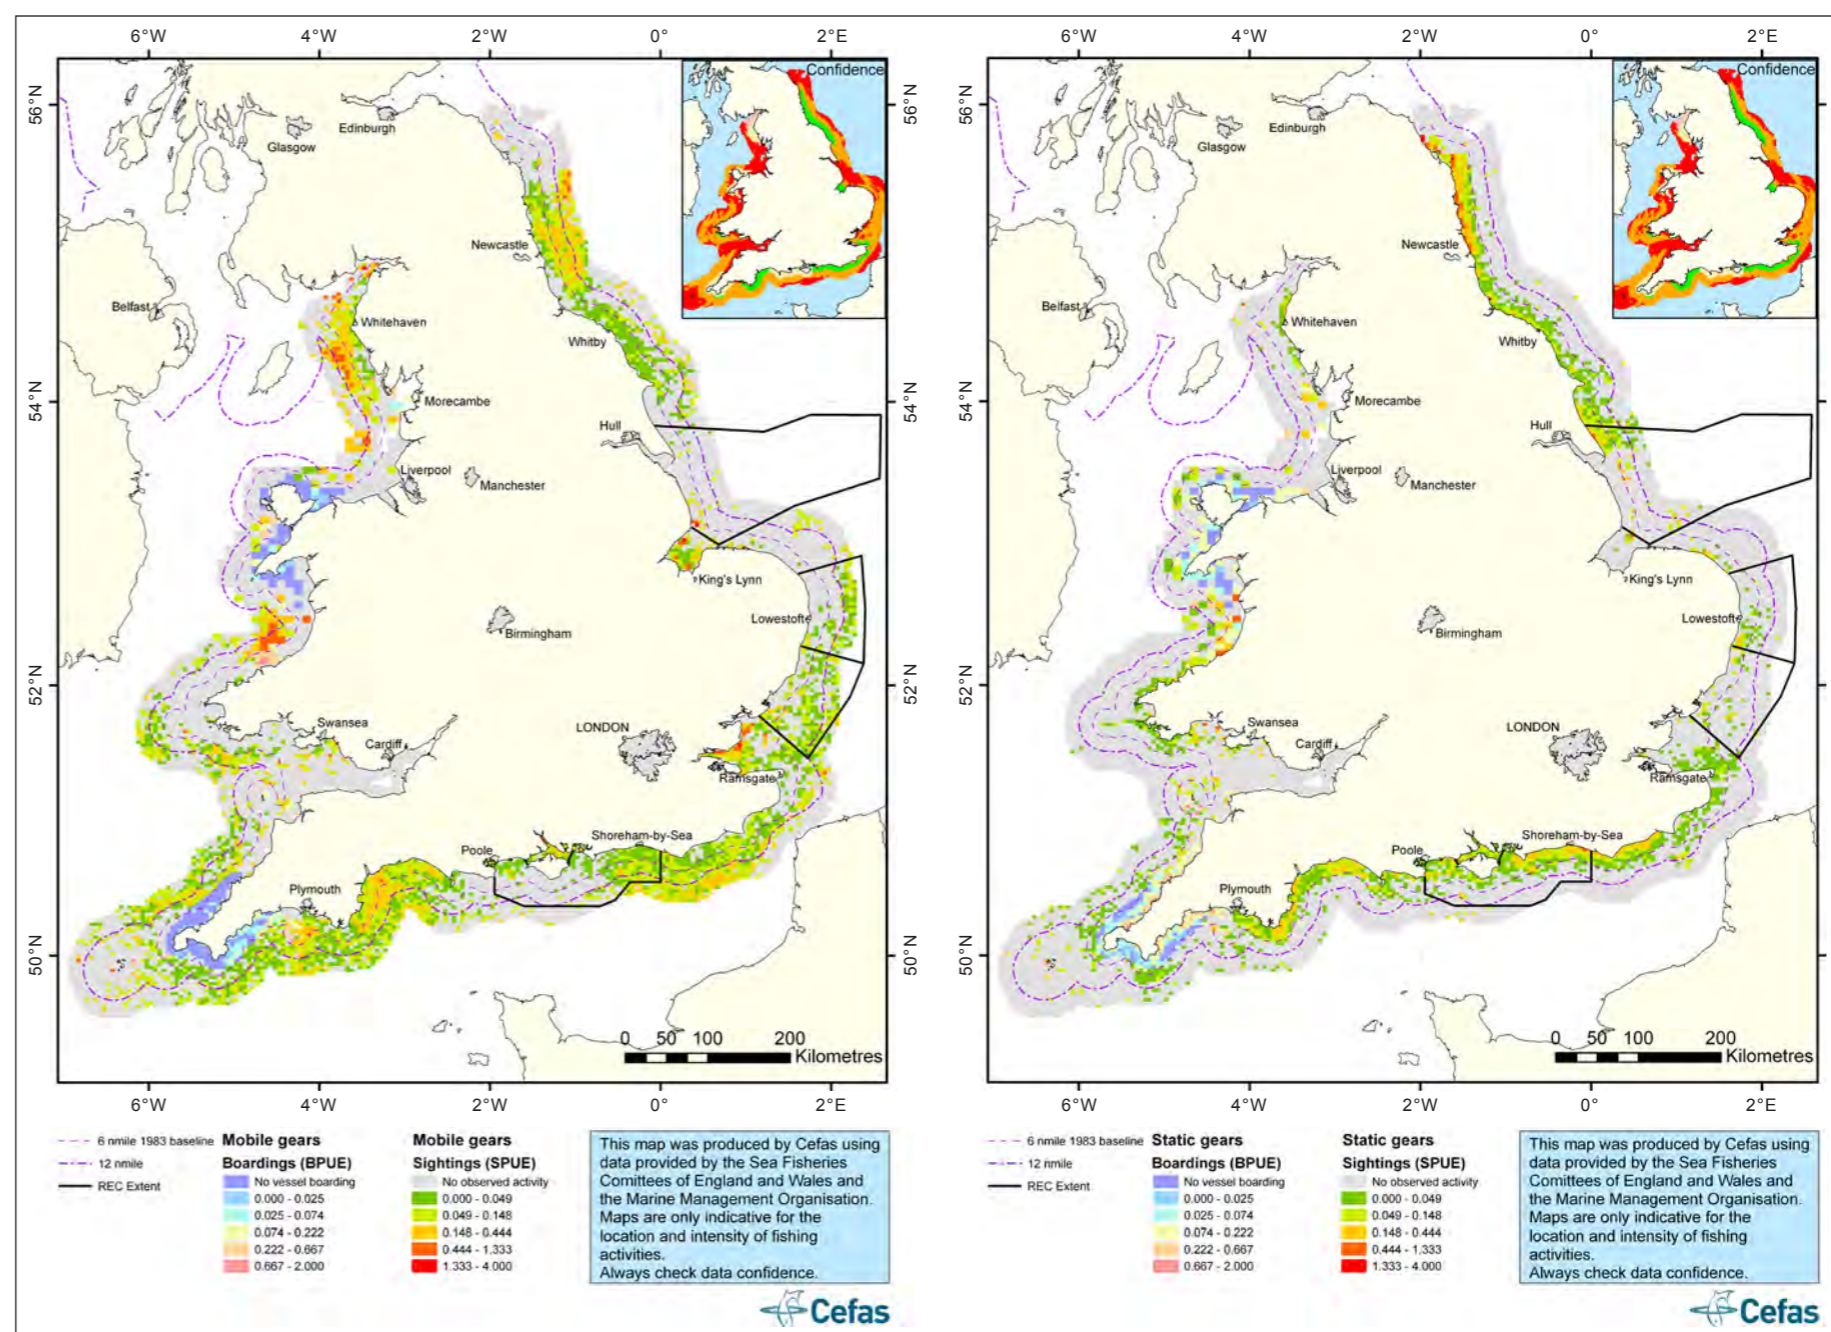 6°W 4°W 2°W 0° 2°E
56°N 56°N
54°N 54°N
52°N 52°N
50°N 50°N
Confidence
Edinburgh
Glasgow
Newcastle
Belfast
Whitehaven
Whitby
Morecambe
Hull
Liverpool
Manchester
King's Lynn
Birmingham
Lowestoft
Swansea
Cardiff
LONDON
Ramsgate
Shoreham-by-Sea
Poole
Plymouth
0 50 100 200
Kilometres
6°W 4°W 2°W 0° 2°E
6 nmile 1983 baseline
12 nmile
REC Extent
Mobile gears
Boardings (BPUE)
No vessel boarding
0.000 - 0.025
0.025 - 0.074
0.074 - 0.222
0.222 - 0.667
0.667 - 2.000
Mobile gears
Sightings (SPUE)
No observed activity
0.000 - 0.049
0.049 - 0.148
0.148 - 0.444
0.444 - 1.333
1.333 - 4.000
This map was produced by Cefas using
data provided by the Sea Fisheries
Comittees of England and Wales and
the Marine Management Organisation.
Maps are only indicative for the
location and intensity of fishing
activities.
Always check data confidence.
Cefas
6°W 4°W 2°W 0° 2°E
56°N
54°N
52°N
50°N
Confidence
Edinburgh
Glasgow
Newcastle
Belfast
Whitehaven
Whitby
Morecambe
Hull
Liverpool
Manchester
King's Lynn
Birmingham
Lowestoft
Swansea
Cardiff
LONDON
Ramsgate
Shoreham-by-Sea
Poole
Plymouth
0 50 100 200
Kilometres
6°W 4°W 2°W 0° 2°E
6 nmile 1983 baseline
12 nmile
REC Extent
Static gears
Boardings (BPUE)
No vessel boarding
0.000 - 0.025
0.025 - 0.074
0.074 - 0.222
0.222 - 0.667
0.667 - 2.000
Static gears
Sightings (SPUE)
No observed activity
0.000 - 0.049
0.049 - 0.148
0.148 - 0.444
0.444 - 1.333
1.333 - 4.000
This map was produced by Cefas using
data provided by the Sea Fisheries
Comittees of England and Wales and
the Marine Management Organisation.
Maps are only indicative for the
location and intensity of fishing
activities.
Always check data confidence.
Cefas